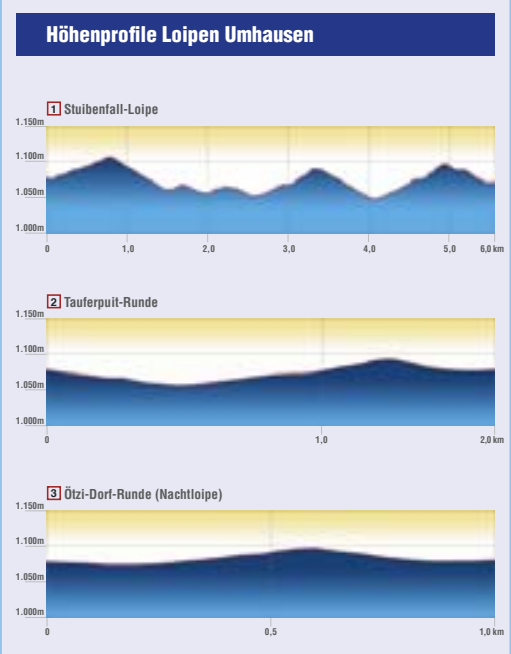 Höhenprofile Loipen Umhausen
1 Stuibenfall-Loipe
1.150m
1.100m
1.050m
1.000m
0 1,0 2,0 3,0 4,0 5,0 6,0 km
2 Tauferpuit-Runde
1.150m
1.100m
1.050m
1.000m
0 1,0 2,0 km
3 Ötzi-Dorf-Runde (Nachtloipe)
1.150m
1.100m
1.050m
1.000m
0 0,5 1,0 km